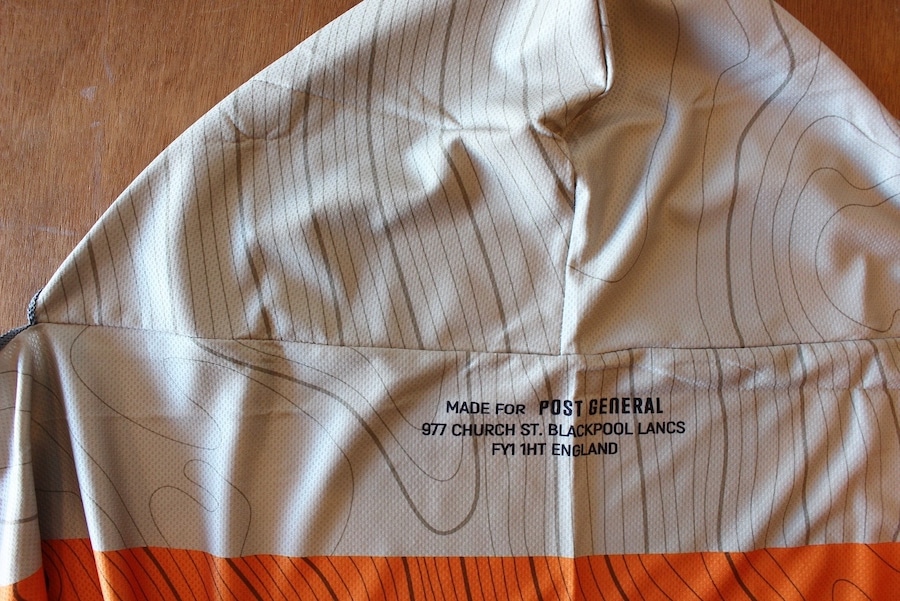 MADE FOR POST GENERAL
977 CHURCH ST. BLACKPOOL LANCS
FY1 1HT ENGLAND